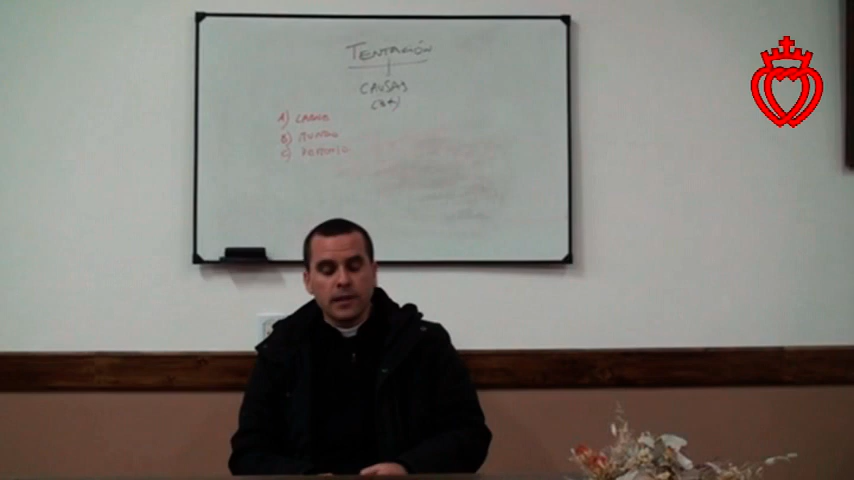 TENTACIÓN
CAUSAS
A) CARNE
B) MUNDO
C) DEMONIO